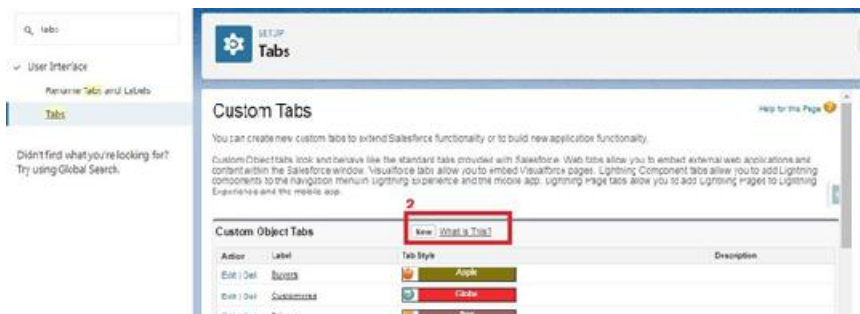 tabs
SETUP
Tabs
User Interface
Rename Tabs and Labels
Tabs
Didn't find what you're looking for?
Try using Global Search.
Custom Tabs
Help for this Page
You can create new custom tabs to extend Salesforce functionality or to build new application functionality.
Custom Object tabs look and behave like the standard tabs provided with Salesforce. Web tabs allow you to embed external web applications and
content within the Salesforce window. Visualforce tabs allow you to embed Visualforce pages. Lightning Component tabs allow you to add Lightning
components to the navigation menu in Lightning Experience and the mobile app. Lightning Page tabs allow you to add Lightning Pages to Lightning
Experience and the mobile app.
2
Custom Object Tabs New What Is This?
Action Label Tab Style Description
Edit | Del Buyers Apple
Edit | Del Customers Globe